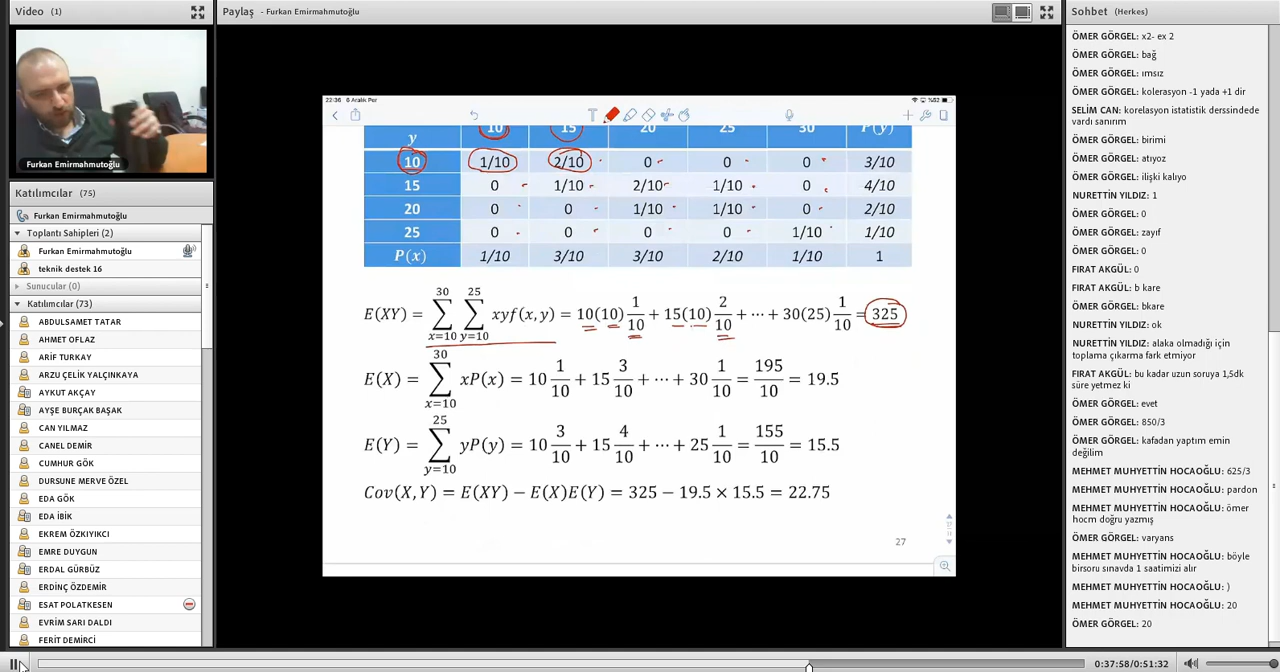 Video (1)
Furkan Emirmahmutoğlu
Katılımcılar (75)
Furkan Emirmahmutoğlu
Toplantı Sahipleri (2)
Furkan Emirmahmutoğlu
teknik destek 16
Sunucular (0)
Katılımcılar (73)
ABDULSAMET TATAR
AHMET OFLAZ
ARİF TURKAY
ARZU ÇELİK YALÇINKAYA
AYKUT AKÇAY
AYŞE BURÇAK BAŞAK
CAN YILMAZ
CANEL DEMİR
CUMHUR GÖK
DURSUNE MERVE ÖZEL
EDA GÖK
EDA İBİK
EKREM ÖZKIYIKCI
EMRE DUYGUN
ERDAL GÜRBÜZ
ERDİNÇ ÖZDEMİR
ESAT POLATKESEN
EVRİM SARI DALDI
FERİT DEMİRCİ
Paylaş - Furkan Emirmahmutoğlu
22:36 6 Aralık Per %52
y 10 15 20 25 30 P(y)
10 1/10 2/10 0 0 0 3/10
15 0 1/10 2/10 1/10 0 4/10
20 0 0 1/10 1/10 0 2/10
25 0 0 0 0 1/10 1/10
P(x) 1/10 3/10 3/10 2/10 1/10 1
E(XY) = ∑_{x=10}^{30} ∑_{y=10}^{25} xyf(x, y) = 10(10) 1/10 + 15(10) 2/10 + ⋯ + 30(25) 1/10 = 325
E(X) = ∑_{x=10}^{30} xP(x) = 10 1/10 + 15 3/10 + ⋯ + 30 1/10 = 195/10 = 19.5
E(Y) = ∑_{y=10}^{25} yP(y) = 10 3/10 + 15 4/10 + ⋯ + 25 1/10 = 155/10 = 15.5
Cov(X, Y) = E(XY) − E(X)E(Y) = 325 − 19.5 × 15.5 = 22.75
27
Sohbet (Herkes)
ÖMER GÖRGEL: x2- ex 2
ÖMER GÖRGEL: bağ
ÖMER GÖRGEL: ımsız
ÖMER GÖRGEL: kolerasyon -1 yada +1 dir
SELİM CAN: korelasyon istatistik derssindede
vardı sanırım
ÖMER GÖRGEL: birimi
ÖMER GÖRGEL: atıyoz
ÖMER GÖRGEL: ilişki kalıyo
NURETTİN YILDIZ: 1
ÖMER GÖRGEL: 0
ÖMER GÖRGEL: zayıf
ÖMER GÖRGEL: 0
FIRAT AKGÜL: 0
FIRAT AKGÜL: b kare
ÖMER GÖRGEL: bkare
NURETTİN YILDIZ: ok
NURETTİN YILDIZ: alaka olmadığı için
toplama çıkarma fark etmiyor
FIRAT AKGÜL: bu kadar uzun soruya 1,5dk
süre yetmez ki
ÖMER GÖRGEL: evet
ÖMER GÖRGEL: 850/3
ÖMER GÖRGEL: kafadan yaptım emin
değilim
MEHMET MUHYETTİN HOCAOĞLU: 625/3
MEHMET MUHYETTİN HOCAOĞLU: pardon
MEHMET MUHYETTİN HOCAOĞLU: ömer
hocm doğru yazmış
ÖMER GÖRGEL: varyans
MEHMET MUHYETTİN HOCAOĞLU: böyle
birsoru sınavda 1 saatimizi alır
MEHMET MUHYETTİN HOCAOĞLU: )
MEHMET MUHYETTİN HOCAOĞLU: 20
ÖMER GÖRGEL: 20
0:37:58 / 0:51:32